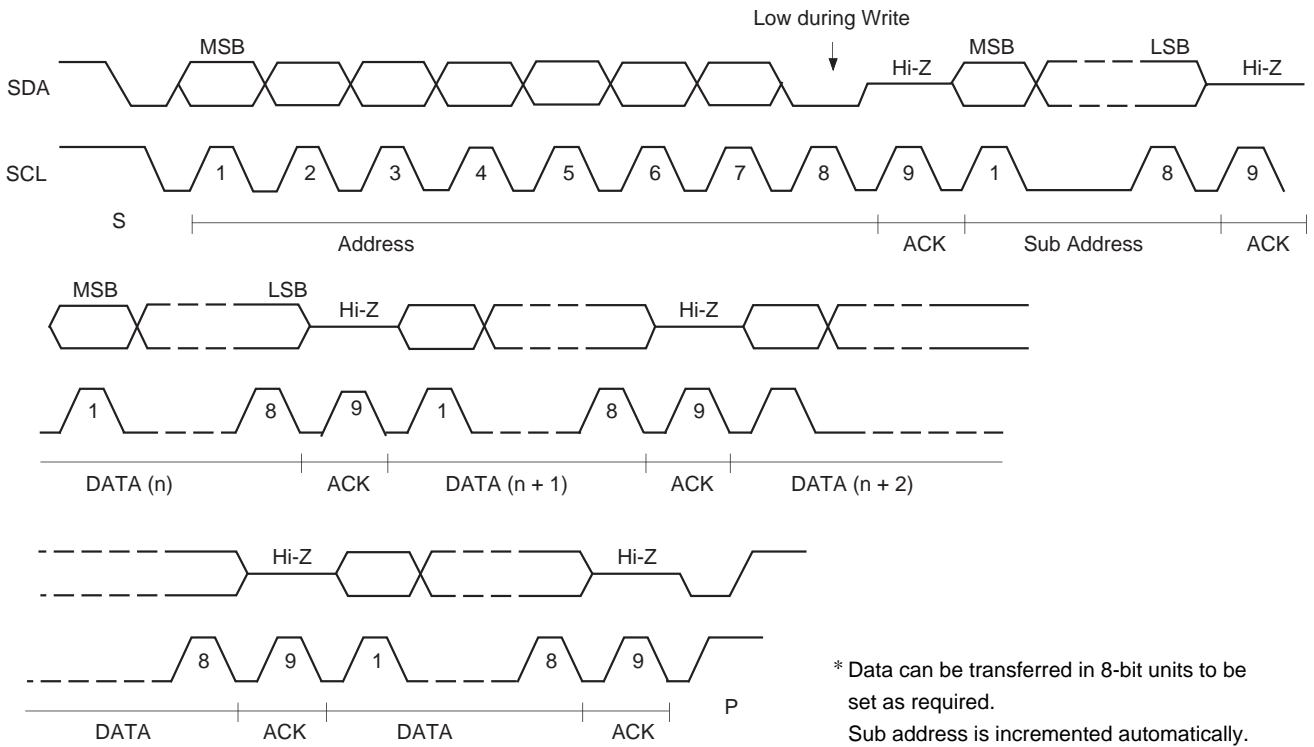 Low during Write
MSB Hi-Z MSB LSB Hi-Z
SDA
SCL 1 2 3 4 5 6 7 8 9 1 8 9
S
Address ACK Sub Address ACK
MSB LSB Hi-Z Hi-Z
1 8 9 1 8 9
DATA (n) ACK DATA (n + 1) ACK DATA (n + 2)
Hi-Z Hi-Z
8 9 1 8 9
P
DATA ACK DATA ACK
* Data can be transferred in 8-bit units to be
set as required.
Sub address is incremented automatically.